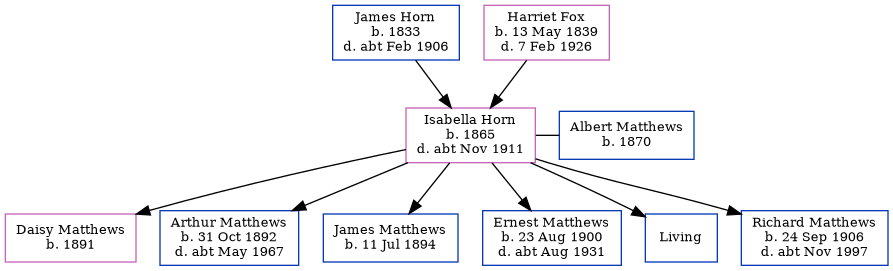 James Horn
b. 1833
d. abt Feb 1906
Harriet Fox
b. 13 May 1839
d. 7 Feb 1926
Isabella Horn
b. 1865
d. abt Nov 1911
Albert Matthews
b. 1870
Daisy Matthews
b. 1891
Arthur Matthews
b. 31 Oct 1892
d. abt May 1967
James Matthews
b. 11 Jul 1894
Ernest Matthews
b. 23 Aug 1900
d. abt Aug 1931
Living
Richard Matthews
b. 24 Sep 1906
d. abt Nov 1997